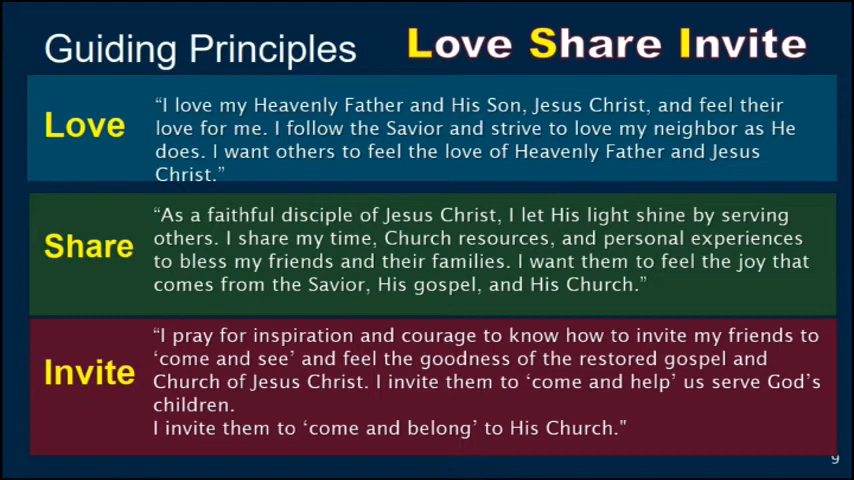 Guiding Principles
Love Share Invite
Love
“I love my Heavenly Father and His Son, Jesus Christ, and feel their
love for me. I follow the Savior and strive to love my neighbor as He
does. I want others to feel the love of Heavenly Father and Jesus
Christ.”
Share
“As a faithful disciple of Jesus Christ, I let His light shine by serving
others. I share my time, Church resources, and personal experiences
to bless my friends and their families. I want them to feel the joy that
comes from the Savior, His gospel, and His Church.”
Invite
“I pray for inspiration and courage to know how to invite my friends to
‘come and see’ and feel the goodness of the restored gospel and
Church of Jesus Christ. I invite them to ‘come and help’ us serve God’s
children.
I invite them to ‘come and belong’ to His Church."
9